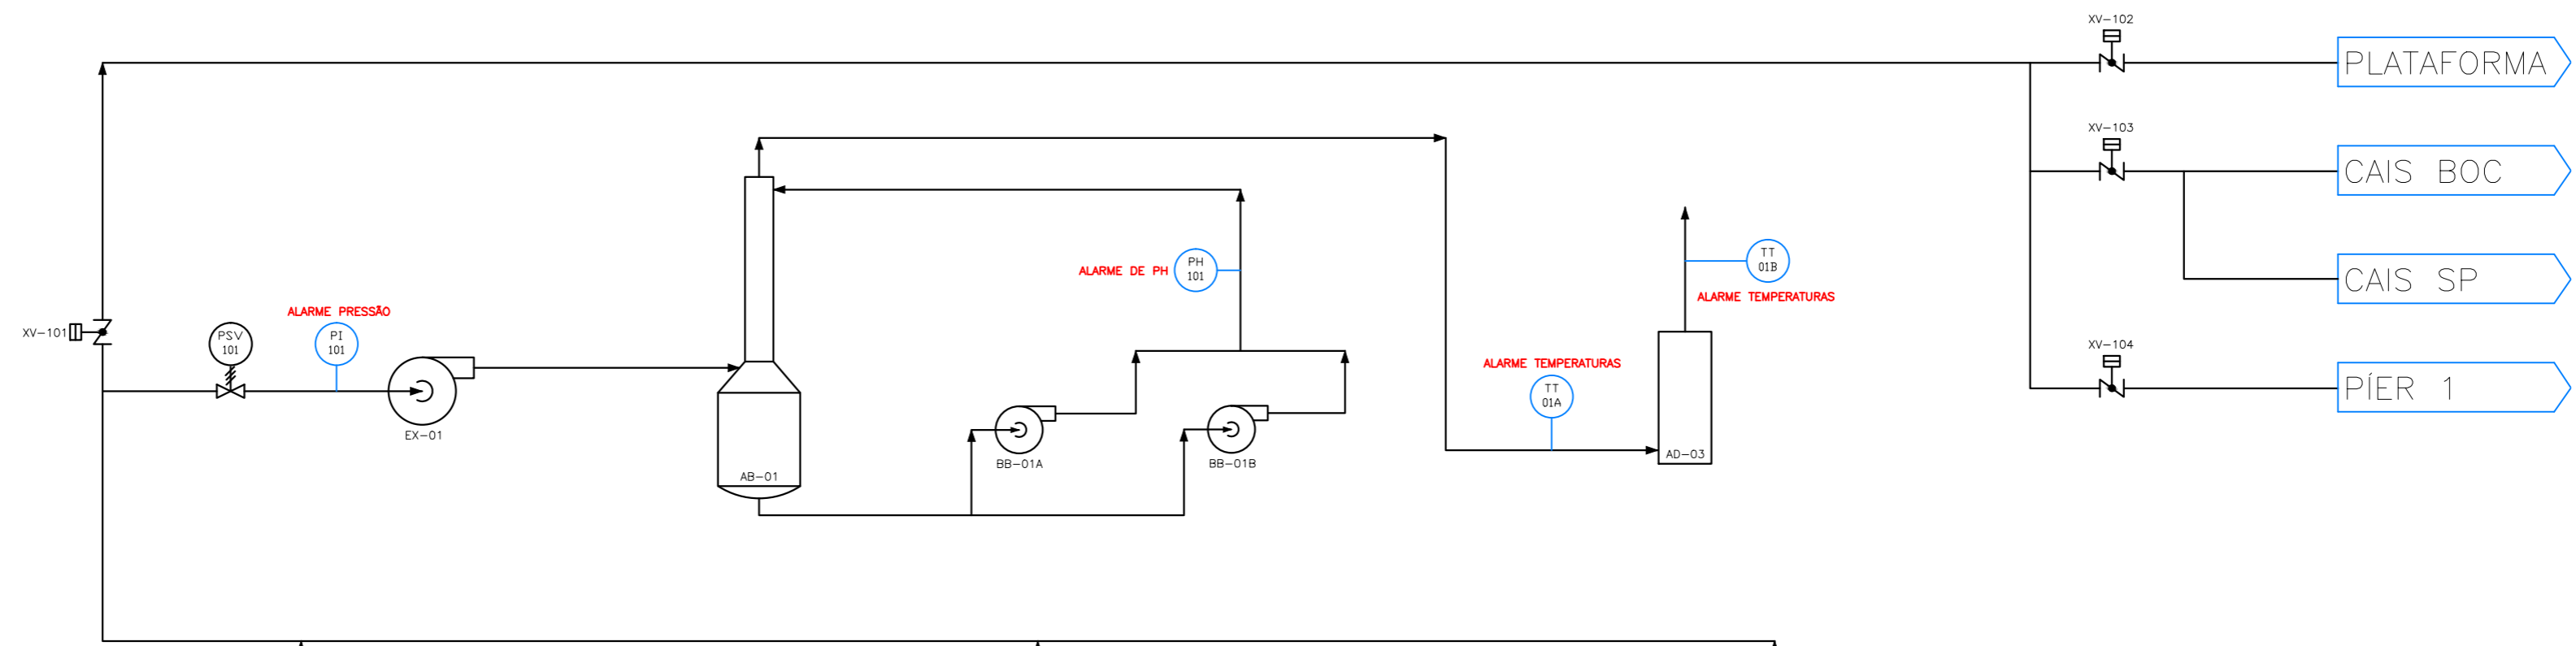 XV-102
PLATAFORMA
XV-103
CAIS BOC
ALARME DE PH
PH
101
TT
01B
ALARME TEMPERATURAS
CAIS SP
ALARME PRESSÃO
XV-101
PSV
101
PI
101
XV-104
PÍER 1
ALARME TEMPERATURAS
TT
01A
EX-01
AB-01
BB-01A
BB-01B
AD-03